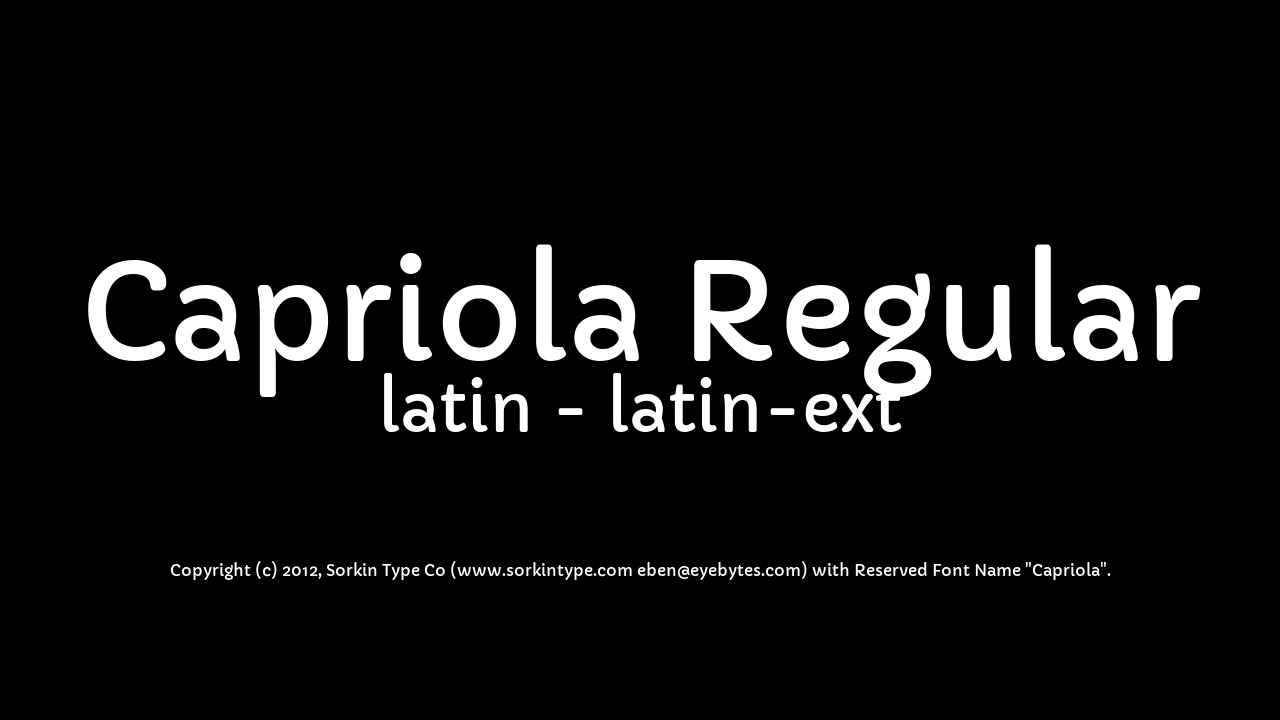 Capriola Regular
latin - latin-ext
Copyright (c) 2012, Sorkin Type Co (www.sorkintype.com eben@eyebytes.com) with Reserved Font Name "Capriola".